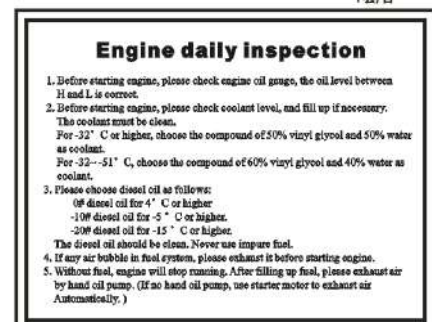 Engine daily inspection
1. Before starting engine, please check engine oil gauge, the oil level between
H and L is correct.
2. Before starting engine, please check coolant level, and fill up if necessary.
The coolant must be clean.
For -32° C or higher, choose the compound of 50% vinyl glycol and 50% water
as coolant.
For -32--51° C, choose the compound of 60% vinyl glycol and 40% water as
coolant.
3. Please choose diesel oil as follows:
0# diesel oil for 4° C or higher
-10# diesel oil for -5 ° C or higher.
-20# diesel oil for -15 ° C or higher.
The diesel oil should be clean. Never use impure fuel.
4. If any air bubble in fuel system, please exhaust it before starting engine.
5. Without fuel, engine will stop running. After filling up fuel, please exhaust air
by hand oil pump. (If no hand oil pump, use starter motor to exhaust air
Automatically. )